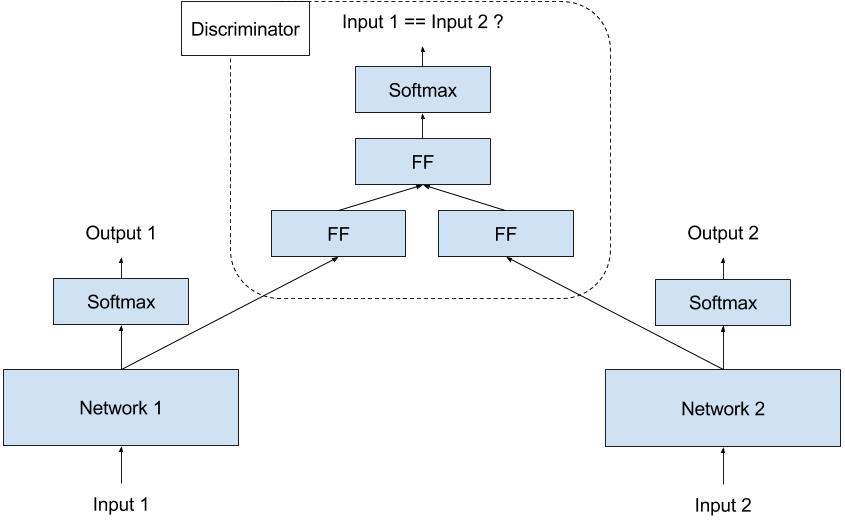 Discriminator
Input 1 == Input 2 ?
Softmax
FF
FF
FF
Output 1
Output 2
Softmax
Softmax
Network 1
Network 2
Input 1
Input 2